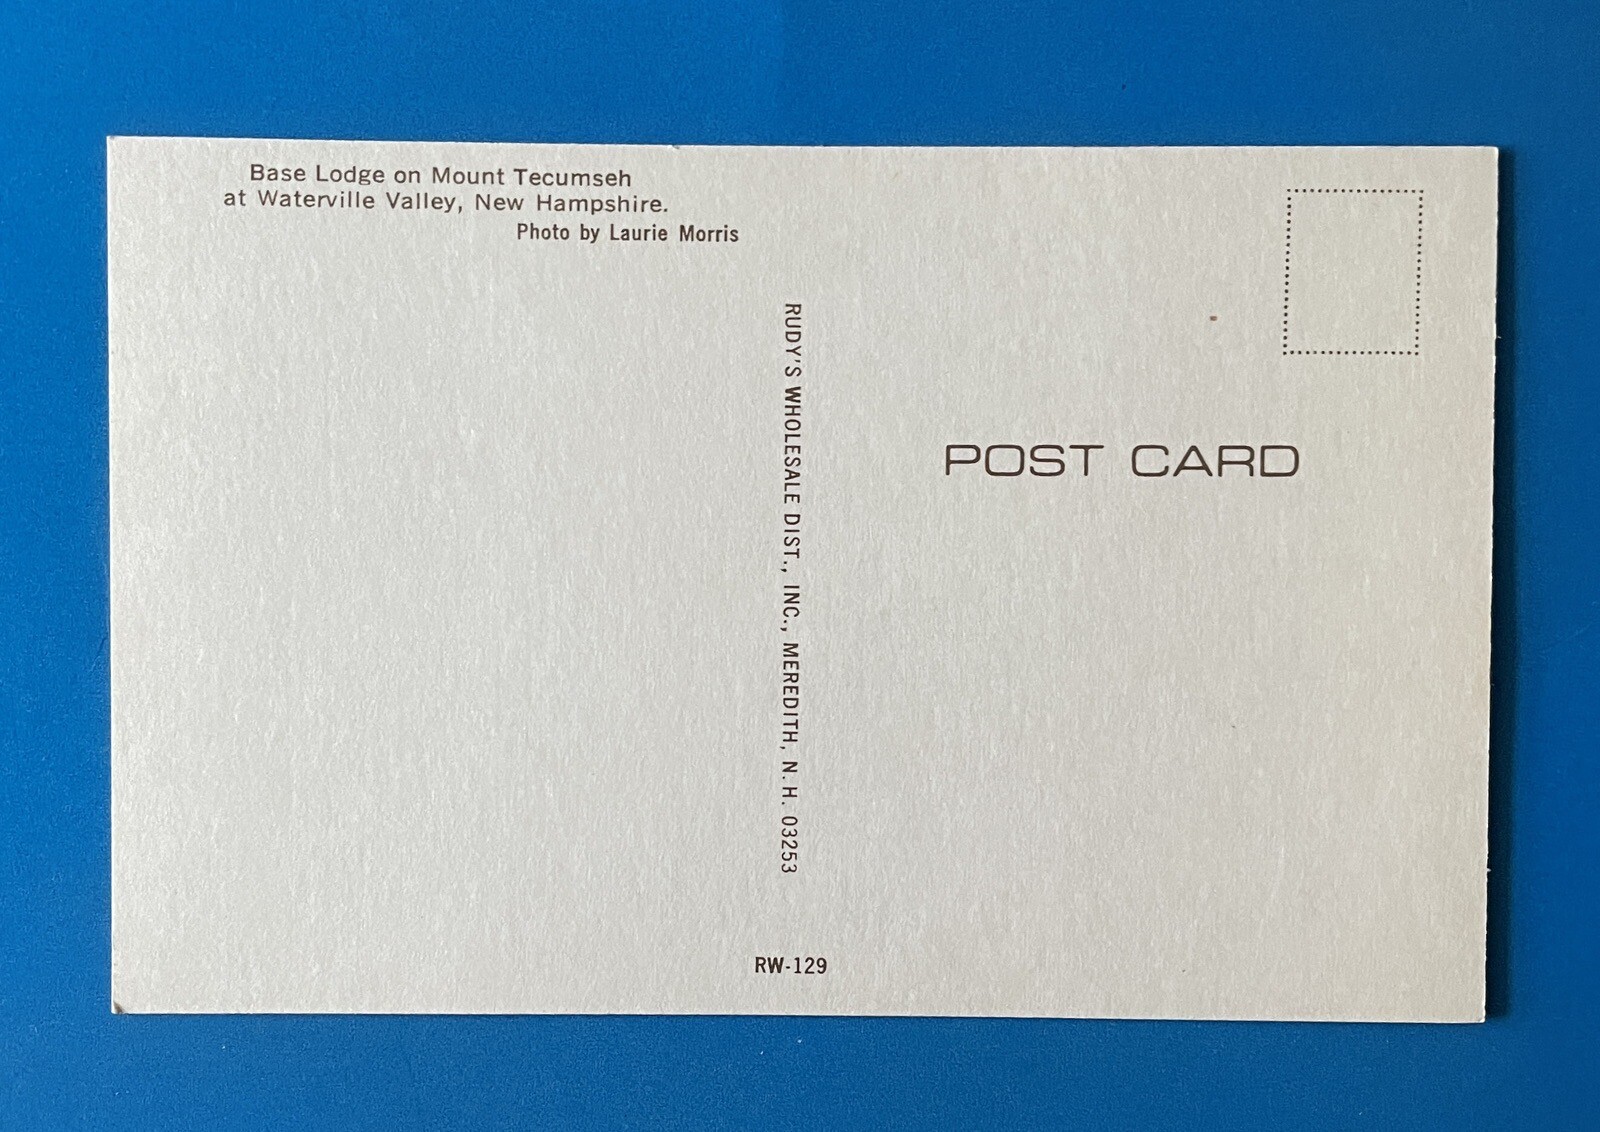 Base Lodge on Mount Tecumseh
at Waterville Valley, New Hampshire.
Photo by Laurie Morris
RUDY'S WHOLESALE DIST., INC., MEREDITH, N. H. 03253
POST CARD
RW-129